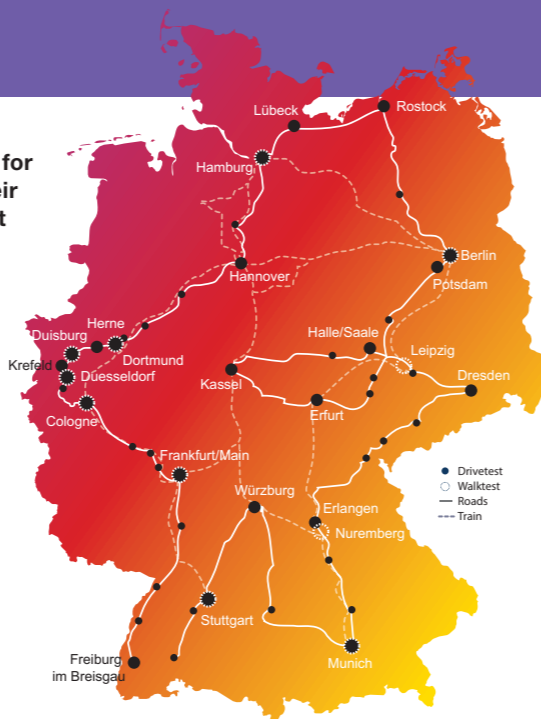 for
eir
t
Lübeck
Rostock
Hamburg
Berlin
Hannover
Potsdam
Herne
Duisburg
Halle/Saale
Leipzig
Krefeld
Dortmund
Düesseldorf
Kassel
Dresden
Erfurt
Cologne
Frankfurt/Main
Drivetest
Walktest
Roads
Train
Würzburg
Erlangen
Nuremberg
Stuttgart
Freiburg
im Breisgau
Munich